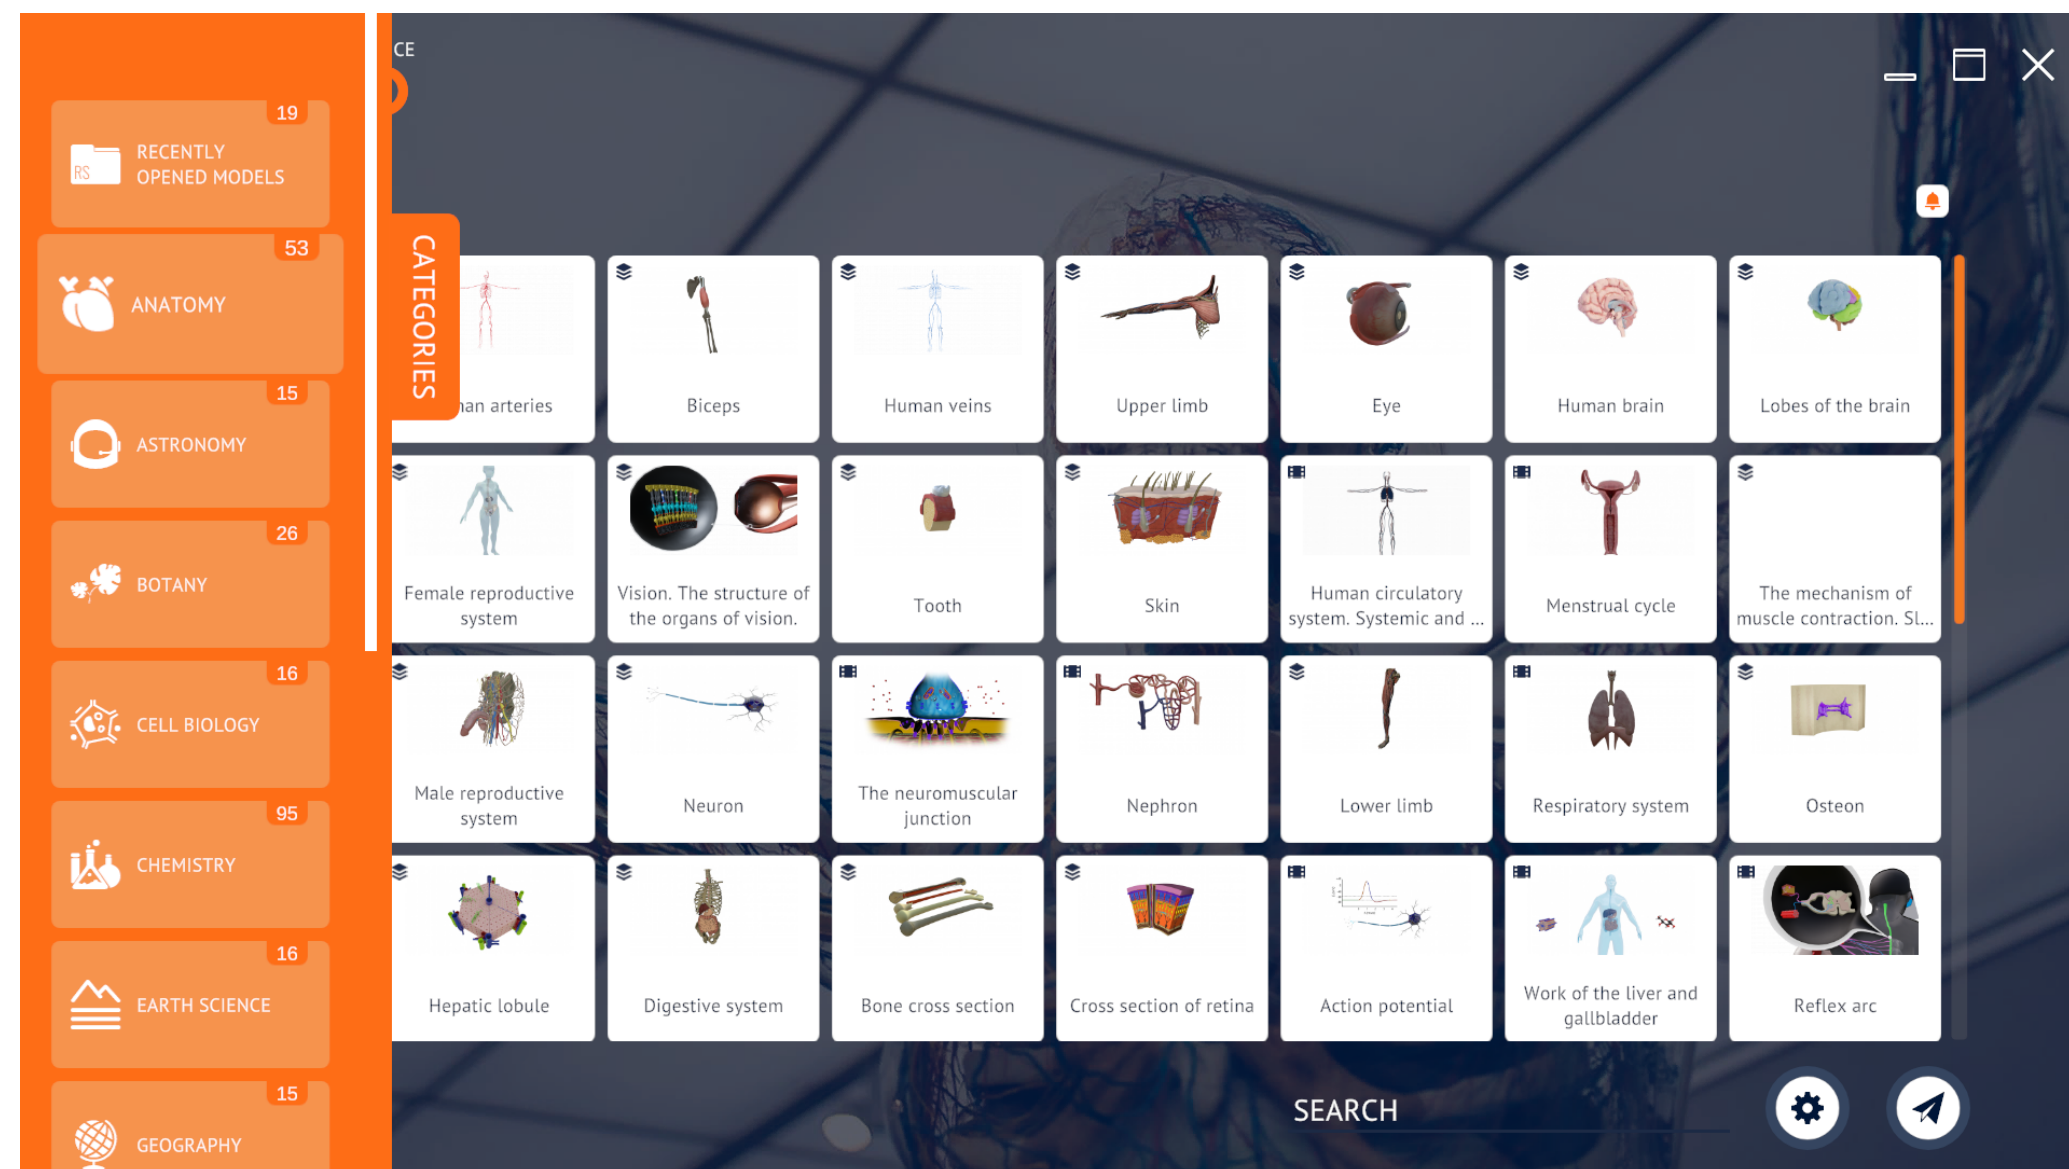 CE
19
RECENTLY
OPENED MODELS
RS
53
ANATOMY
15
ASTRONOMY
26
BOTANY
16
CELL BIOLOGY
95
CHEMISTRY
16
EARTH SCIENCE
15
GEOGRAPHY
CATEGORIES
an arteries
Biceps
Human veins
Upper limb
Eye
Human brain
Lobes of the brain
Female reproductive
system
Vision. The structure of
the organs of vision.
Tooth
Skin
Human circulatory
system. Systemic and ...
Menstrual cycle
The mechanism of
muscle contraction. Sl...
Male reproductive
system
Neuron
The neuromuscular
junction
Nephron
Lower limb
Respiratory system
Osteon
Hepatic lobule
Digestive system
Bone cross section
Cross section of retina
Action potential
Work of the liver and
gallbladder
Reflex arc
SEARCH